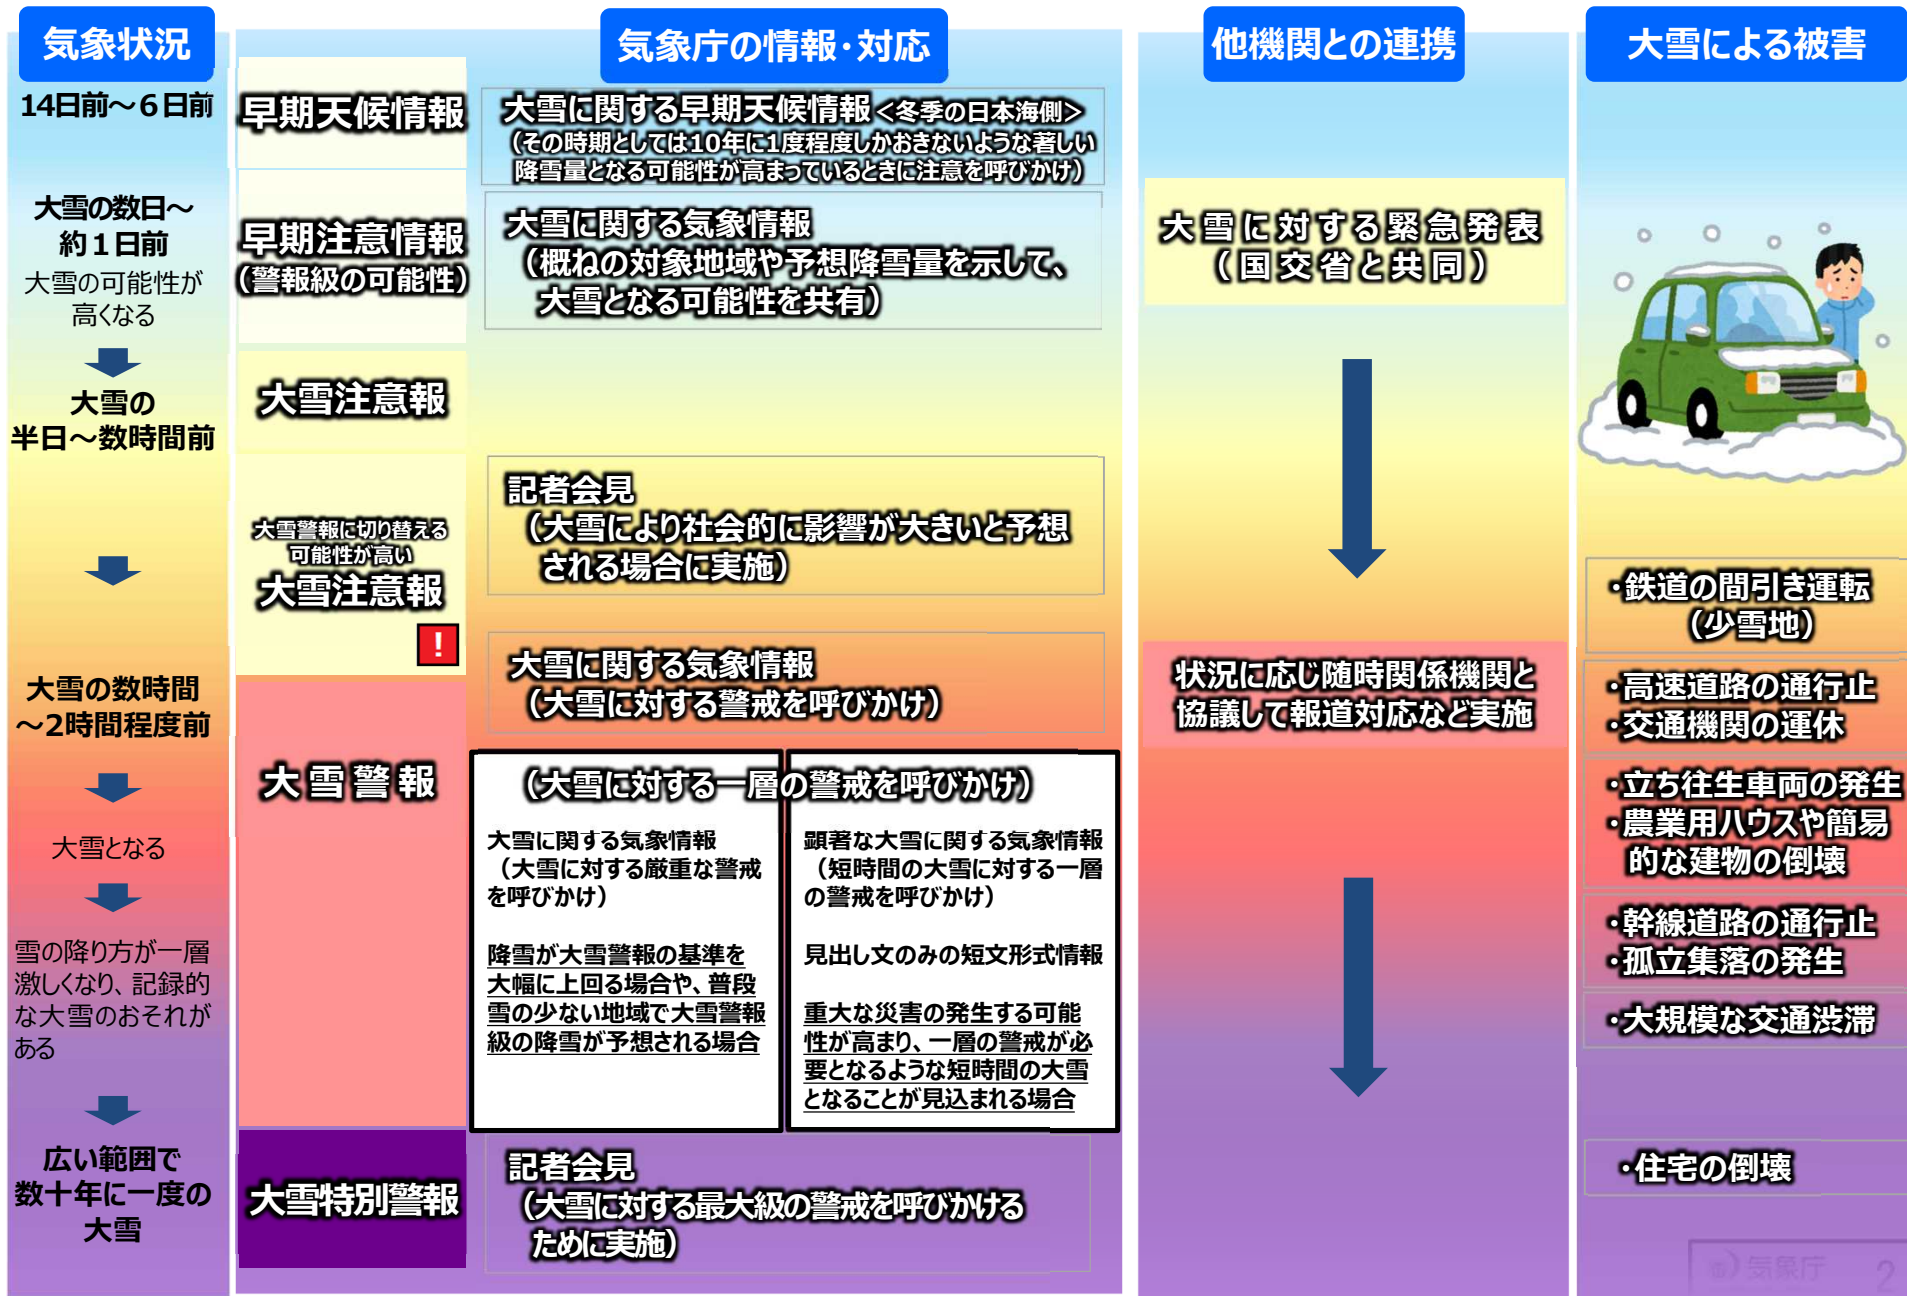 気象状況
14日前～６日前
大雪の数日～
約１日前
大雪の可能性が
高くなる
大雪の
半日～数時間前
大雪の数時間
～2時間程度前
大雪となる
雪の降り方が一層
激しくなり、記録的
な大雪のおそれが
ある
広い範囲で
数十年に一度の
大雪
気象庁の情報・対応
早期天候情報
大雪に関する早期天候情報＜冬季の日本海側＞
（その時期としては10年に1度程度しかおきないような著しい
降雪量となる可能性が高まっているときに注意を呼びかけ）
早期注意情報
（警報級の可能性）
大雪に関する気象情報
（概ねの対象地域や予想降雪量を示して、
大雪となる可能性を共有）
大雪注意報
大雪警報に切り替える
可能性が高い
大雪注意報
!
記者会見
（大雪により社会的に影響が大きいと予想
される場合に実施）
大雪に関する気象情報
（大雪に対する警戒を呼びかけ）
大雪警報
（大雪に対する一層の警戒を呼びかけ）
大雪に関する気象情報
（大雪に対する厳重な警戒
を呼びかけ）
降雪が大雪警報の基準を
大幅に上回る場合や、普段
雪の少ない地域で大雪警報
級の降雪が予想される場合
顕著な大雪に関する気象情報
（短時間の大雪に対する一層
の警戒を呼びかけ）
見出し文のみの短文形式情報
重大な災害の発生する可能
性が高まり、一層の警戒が必
要となるような短時間の大雪
となることが見込まれる場合
大雪特別警報
記者会見
（大雪に対する最大級の警戒を呼びかける
ために実施）
他機関との連携
大雪に対する緊急発表
（国交省と共同）
状況に応じ随時関係機関と
協議して報道対応など実施
大雪による被害
・鉄道の間引き運転
（少雪地）
・高速道路の通行止
・交通機関の運休
・立ち往生車両の発生
・農業用ハウスや簡易
的な建物の倒壊
・幹線道路の通行止
・孤立集落の発生
・大規模な交通渋滞
・住宅の倒壊
気象庁 2